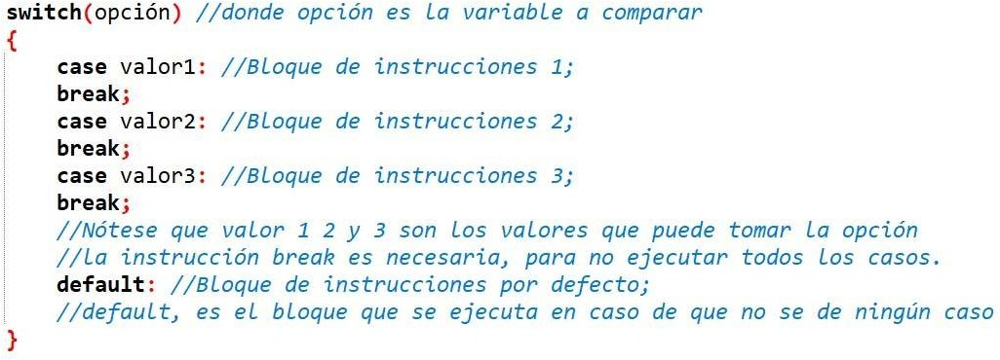 switch(opción) //donde opción es la variable a comparar
{
case valor1: //Bloque de instrucciones 1;
break;
case valor2: //Bloque de instrucciones 2;
break;
case valor3: //Bloque de instrucciones 3;
break;
//Nótese que valor 1 2 y 3 son los valores que puede tomar la opción
//la instrucción break es necesaria, para no ejecutar todos los casos.
default: //Bloque de instrucciones por defecto;
//default, es el bloque que se ejecuta en caso de que no se de ningún caso
}